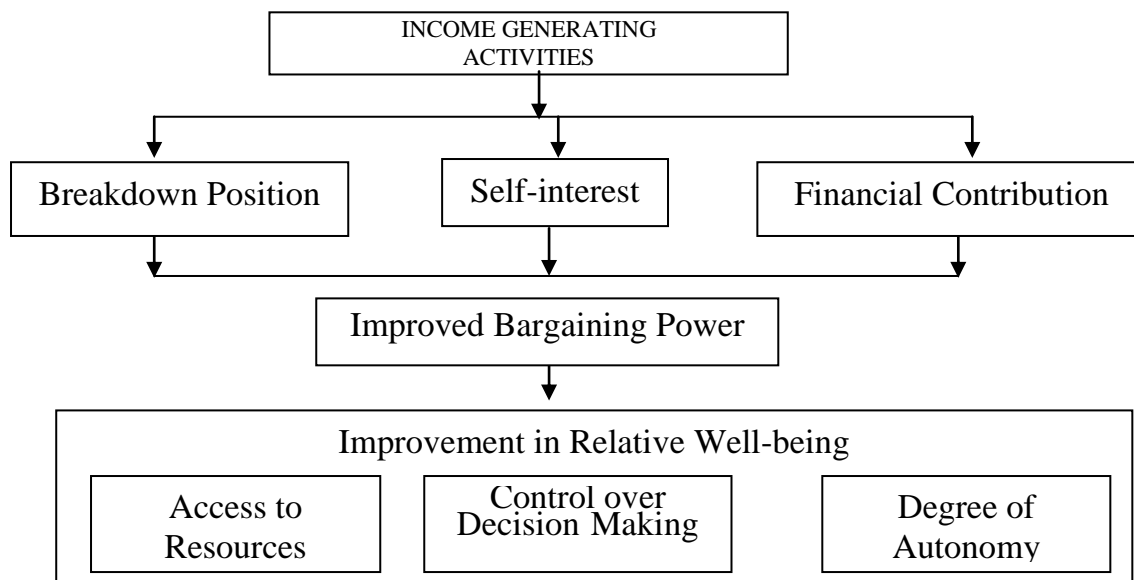 INCOME GENERATING
ACTIVITIES
Breakdown Position
Self-interest
Financial Contribution
Improved Bargaining Power
Improvement in Relative Well-being
Access to
Resources
Control over
Decision Making
Degree of
Autonomy